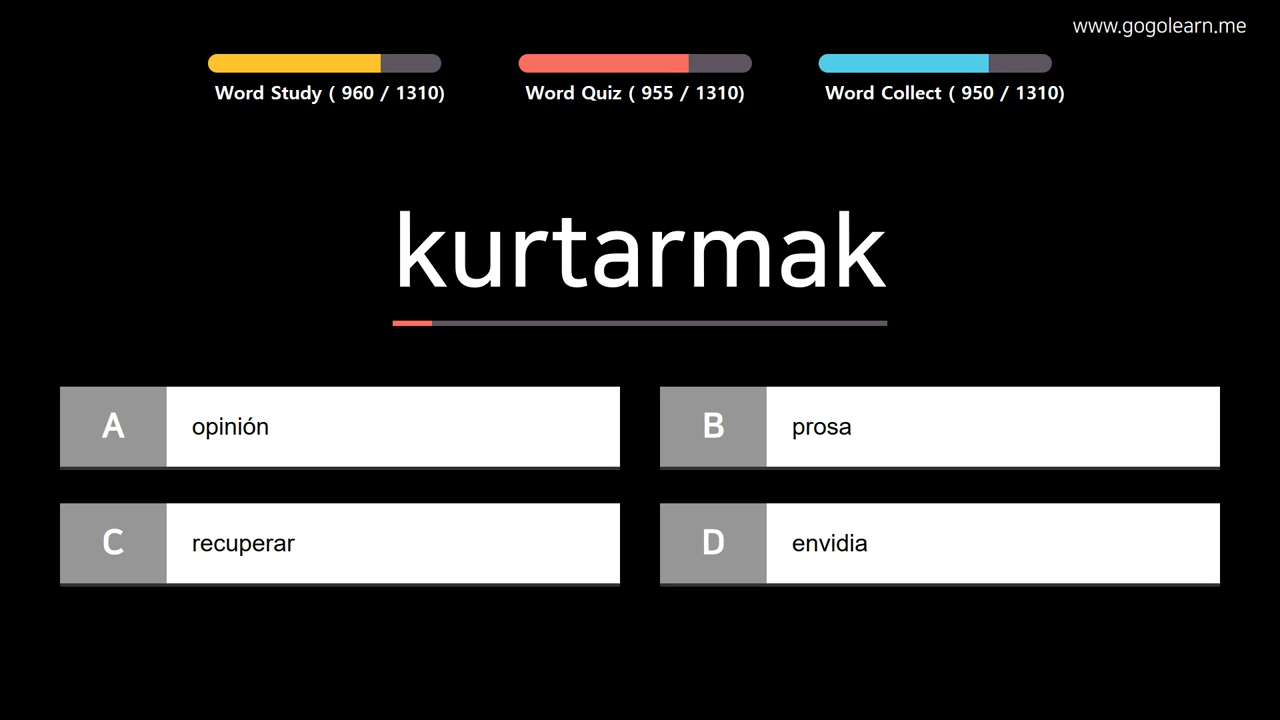 www.gogolearn.me
Word Study ( 960 / 1310)
Word Quiz ( 955 / 1310)
Word Collect ( 950 / 1310)
kurtarmak
A opinión
B prosa
C recuperar
D envidia